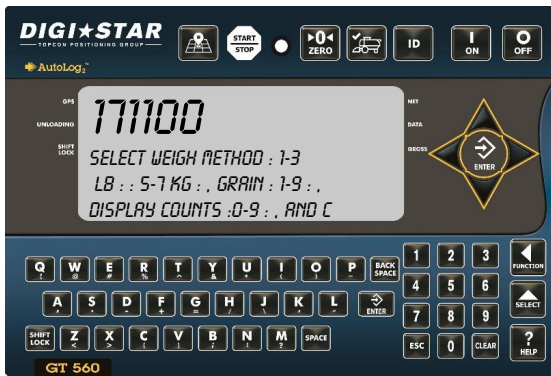 DIGI★STAR
TOPCON POSITIONING GROUP
AutoLog2™
START
STOP
0
ZERO
ID
I
ON
O
OFF
GPS
UNLOADING
SHIFT
LOCK
171100
SELECT WEIGH METHOD : 1-3
LB : : 5-7 KG : , GRAIN : 1-9 : ,
DISPLAY COUNTS :0-9 : , AND C
NET
DATA
GROSS
ENTER
Q W E R T Y U I O P
BACK
SPACE
A S D F G H J K L
ENTER
SHIFT
LOCK
Z X C V B N M
SPACE
1 2 3
4 5 6
7 8 9
ESC 0 CLEAR
FUNCTION
SELECT
?
HELP
GT 560